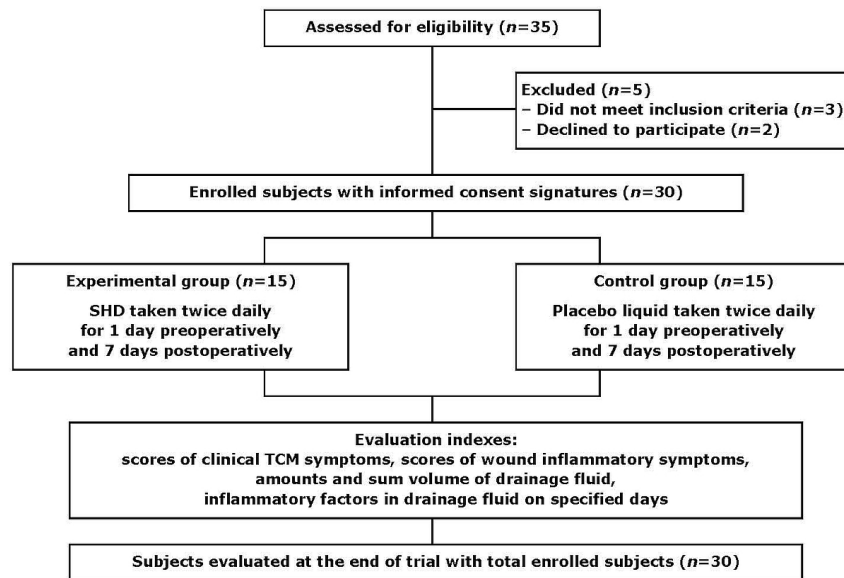 Assessed for eligibility (n=35)
Excluded (n=5)
– Did not meet inclusion criteria (n=3)
– Declined to participate (n=2)
Enrolled subjects with informed consent signatures (n=30)
Experimental group (n=15)
SHD taken twice daily
for 1 day preoperatively
and 7 days postoperatively
Control group (n=15)
Placebo liquid taken twice daily
for 1 day preoperatively
and 7 days postoperatively
Evaluation indexes:
scores of clinical TCM symptoms, scores of wound inflammatory symptoms,
amounts and sum volume of drainage fluid,
inflammatory factors in drainage fluid on specified days
Subjects evaluated at the end of trial with total enrolled subjects (n=30)